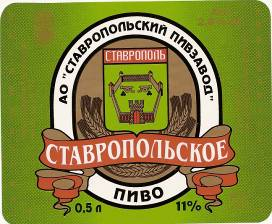 АО "СТАВРОПОЛЬСКИЙ ПИВЗАВОД"
СТАВРОПОЛЬ
СТАВРОПОЛЬСКОЕ
0,5 л 11%
ПИВО